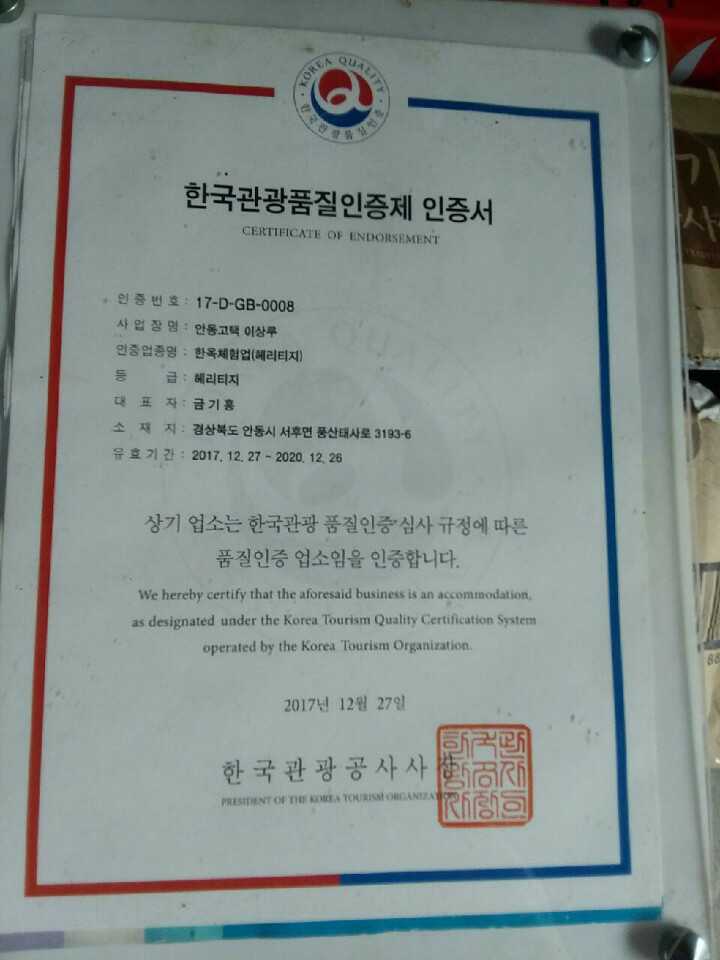 KOREA QUALITY
한국관광품질인증
한국관광품질인증제 인증서
CERTIFICATE OF ENDORSEMENT
인증번호 : 17-D-GB-0008
사업장명 : 안동고택 이상루
인증업종명 : 한옥체험업(헤리티지)
등 급 : 헤리티지
대 표 자 : 금기홍
소 재 지 : 경상북도 안동시 서후면 풍산태사로 3193-6
유효기간 : 2017. 12. 27 ~ 2020. 12. 26
상기 업소는 한국관광 품질인증 심사 규정에 따른
품질인증 업소임을 인증합니다.
We hereby certify that the aforesaid business is an accommodation,
as designated under the Korea Tourism Quality Certification System
operated by the Korea Tourism Organization.
2017년 12월 27일
한국관광공사사장
PRESIDENT OF THE KOREA TOURISM ORGANIZATION